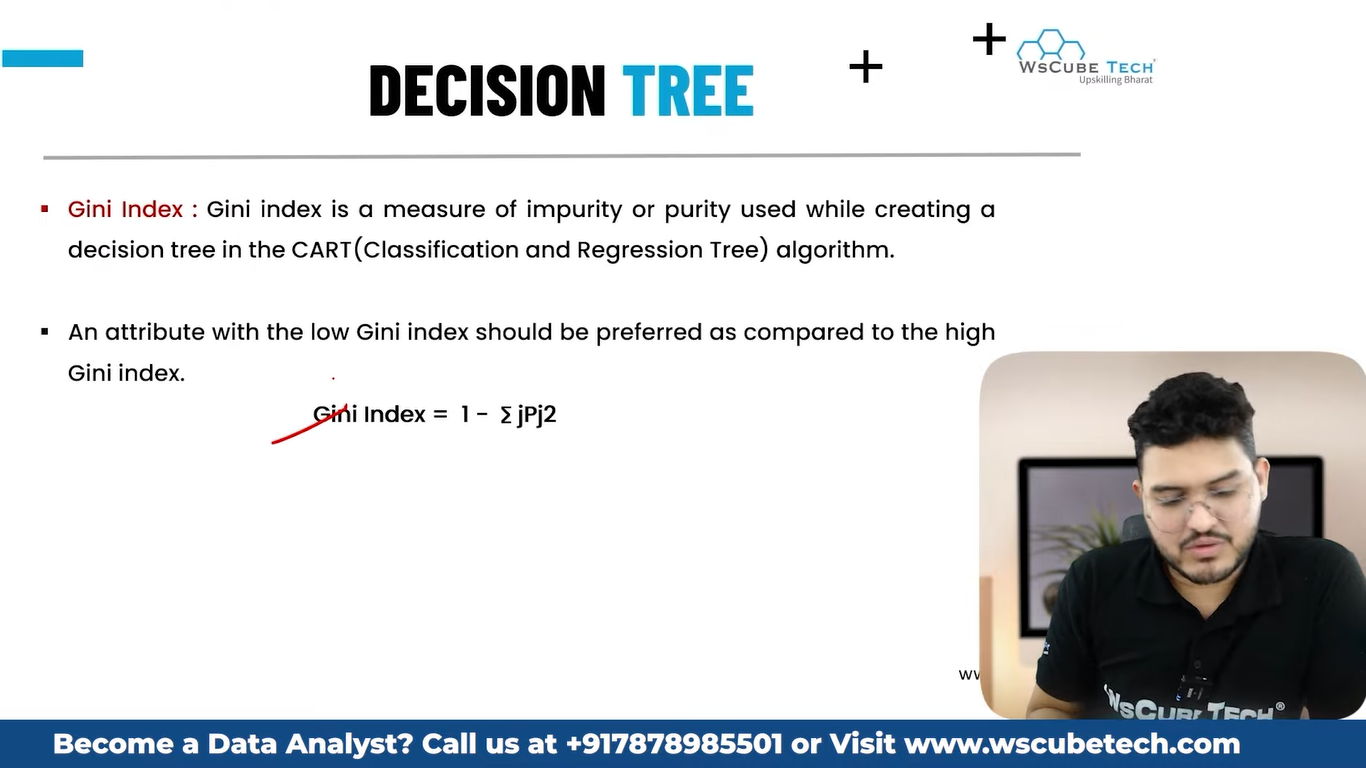 DECISION TREE
WSCUBE TECH
Upskilling Bharat
Gini Index : Gini index is a measure of impurity or purity used while creating a
decision tree in the CART(Classification and Regression Tree) algorithm.
An attribute with the low Gini index should be preferred as compared to the high
Gini index.
Gini Index = 1 - Σ jPj2
WSCUBE TECH®
Become a Data Analyst? Call us at +917878985501 or Visit www.wscubetech.com